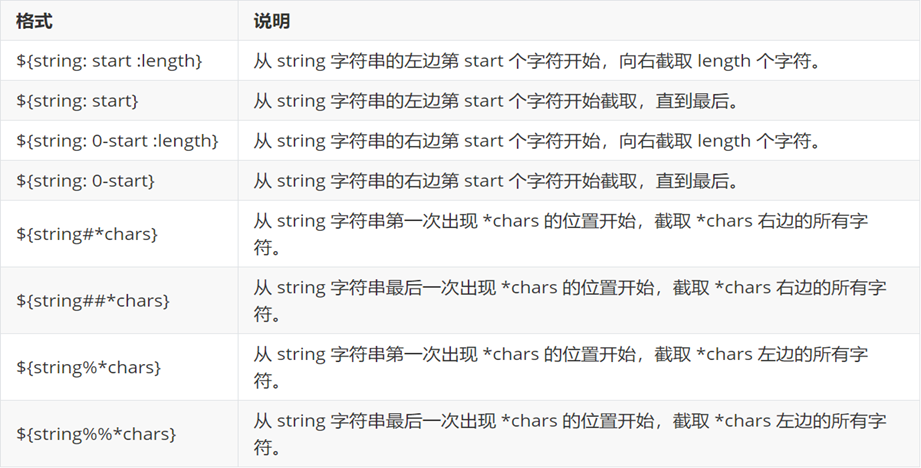 格式
说明
${string: start :length}
从 string 字符串的左边第 start 个字符开始，向右截取 length 个字符。
${string: start}
从 string 字符串的左边第 start 个字符开始截取，直到最后。
${string: 0-start :length}
从 string 字符串的右边第 start 个字符开始，向右截取 length 个字符。
${string: 0-start}
从 string 字符串的右边第 start 个字符开始截取，直到最后。
${string#*chars}
从 string 字符串第一次出现 *chars 的位置开始，截取 *chars 右边的所有字
符。
${string##*chars}
从 string 字符串最后一次出现 *chars 的位置开始，截取 *chars 右边的所有字
符。
${string%*chars}
从 string 字符串第一次出现 *chars 的位置开始，截取 *chars 左边的所有字
符。
${string%%*chars}
从 string 字符串最后一次出现 *chars 的位置开始，截取 *chars 左边的所有字
符。